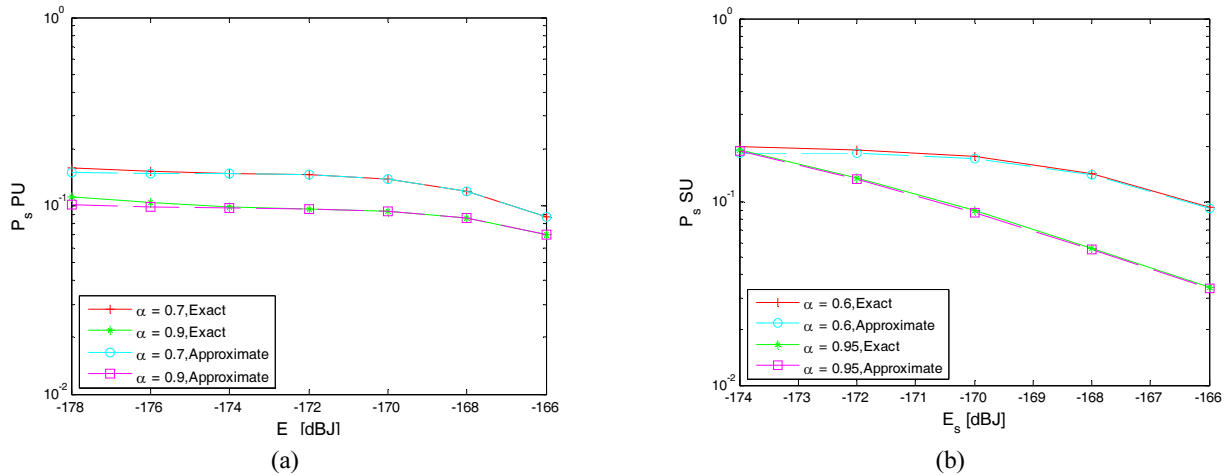 10^0
10^-1
10^-2
P_s PU
α = 0.7,Exact
α = 0.9,Exact
α = 0.7,Approximate
α = 0.9,Approximate
-178 -176 -174 -172 -170 -168 -166
E [dBJ]
(a)
10^0
10^-1
10^-2
P_s SU
α = 0.6,Exact
α = 0.6,Approximate
α = 0.95,Exact
α = 0.95,Approximate
-174 -173 -172 -171 -170 -169 -168 -167 -166
E_s [dBJ]
(b)